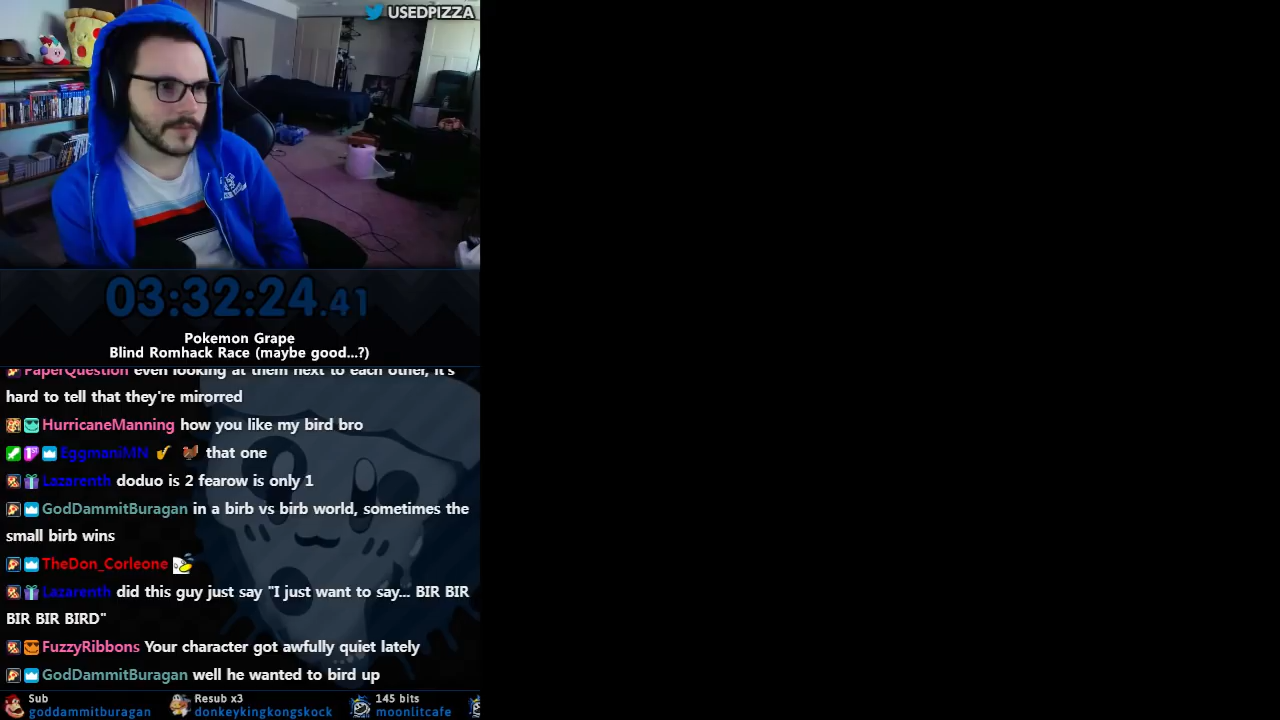 USEDPIZZA
03:32:24.41
Pokemon Grape
Blind Romhack Race (maybe good...?)
PaperQuestion even looking at them next to each other, it's
hard to tell that they're mirorred
HurricaneManning how you like my bird bro
EggmaniMN that one
Lazarenth doduo is 2 fearow is only 1
GodDammitBuragan in a birb vs birb world, sometimes the
small birb wins
TheDon_Corleone
Lazarenth did this guy just say "I just want to say... BIR BIR
BIR BIR BIRD"
FuzzyRibbons Your character got awfully quiet lately
GodDammitBuragan well he wanted to bird up
Sub
goddammitburagan
Resub x3
donkeykingkongskock
145 bits
moonlitcafe